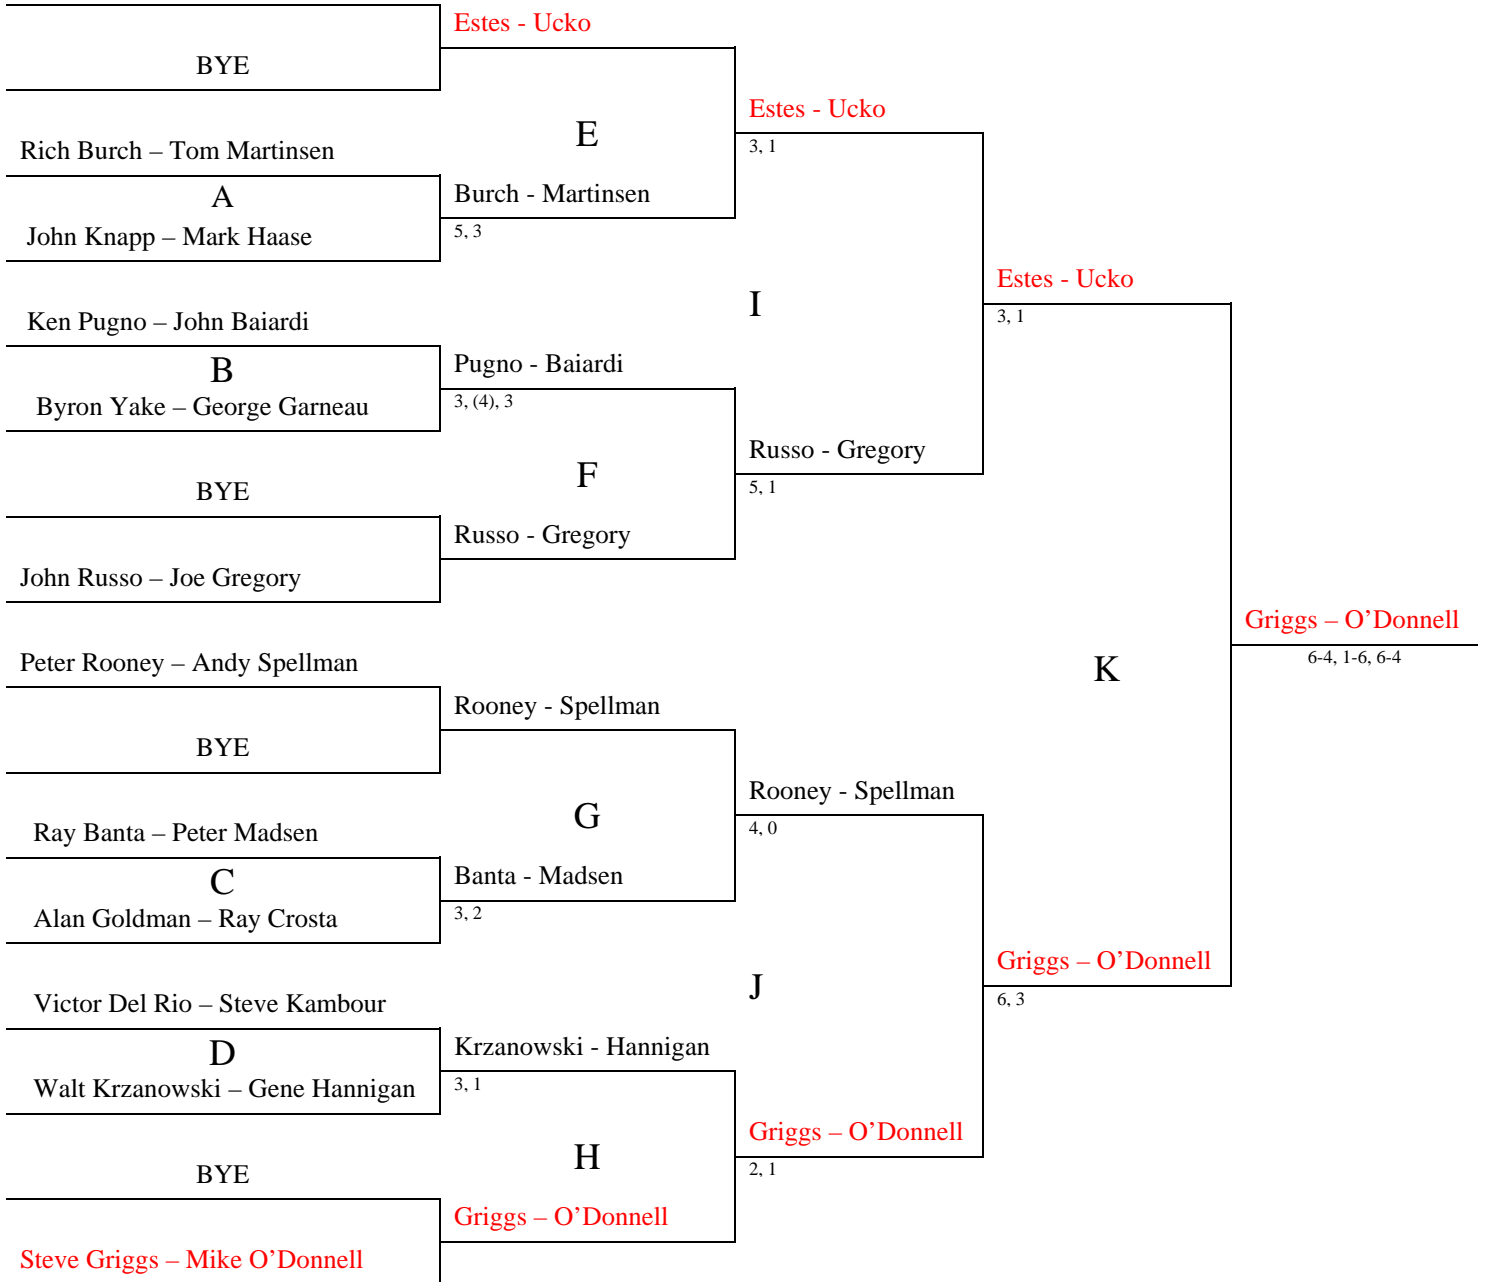 Estes - Ucko
BYE
Estes - Ucko
E
3, 1
Rich Burch – Tom Martinsen
A
Burch - Martinsen
John Knapp – Mark Haase
5, 3
Estes - Ucko
I
3, 1
Ken Pugno – John Baiardi
B
Pugno - Baiardi
Byron Yake – George Garneau
3, (4), 3
Russo - Gregory
F
5, 1
BYE
Russo - Gregory
John Russo – Joe Gregory
Griggs – O’Donnell
K
6-4, 1-6, 6-4
Peter Rooney – Andy Spellman
Rooney - Spellman
BYE
Rooney - Spellman
G
4, 0
Ray Banta – Peter Madsen
C
Banta - Madsen
Alan Goldman – Ray Crosta
3, 2
Griggs – O’Donnell
J
6, 3
Victor Del Rio – Steve Kambour
D
Krzanowski - Hannigan
Walt Krzanowski – Gene Hannigan
3, 1
Griggs – O’Donnell
H
2, 1
BYE
Griggs – O’Donnell
Steve Griggs – Mike O’Donnell